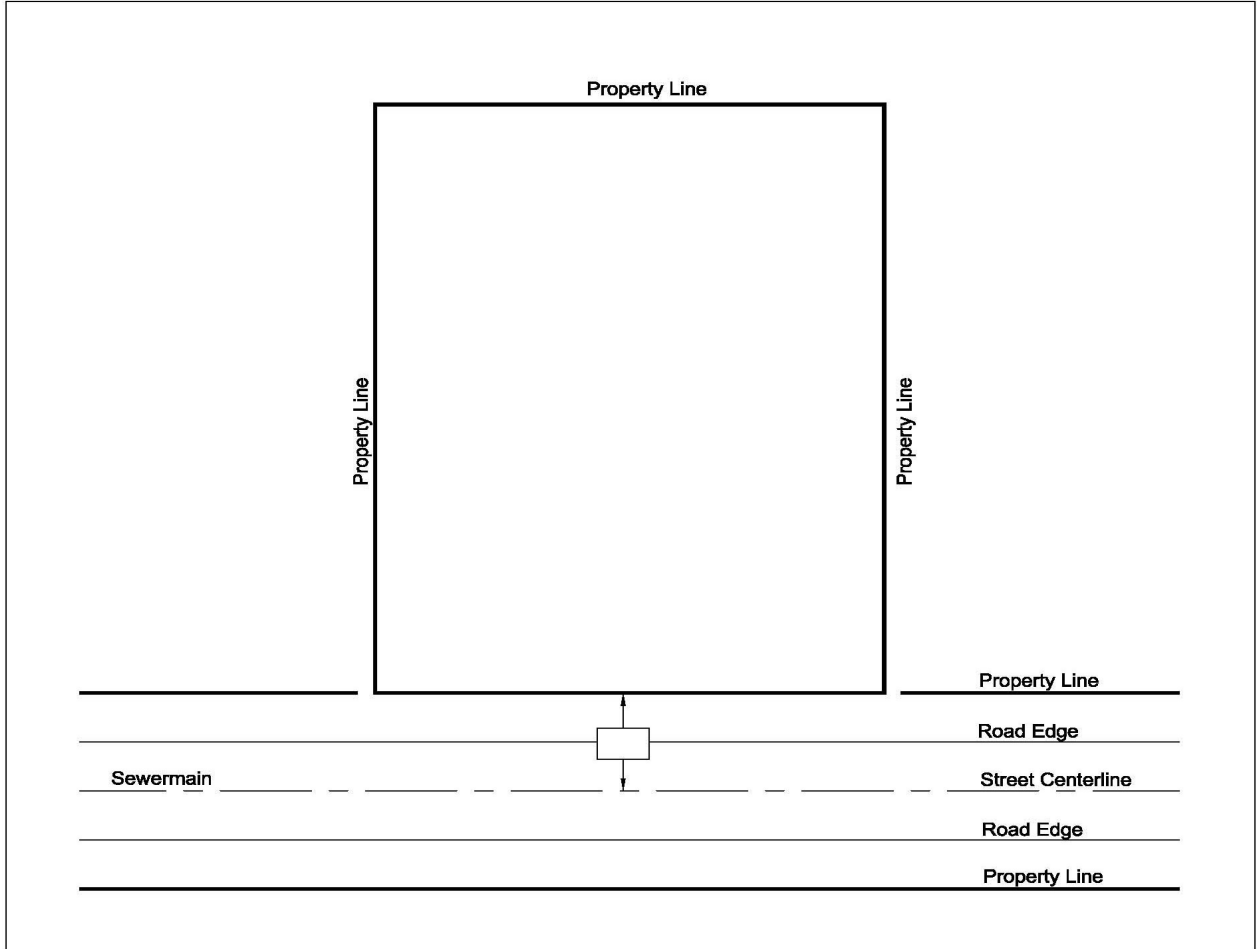 Property Line
Property Line
Property Line
Property Line
Road Edge
Sewermain
Street Centerline
Road Edge
Property Line